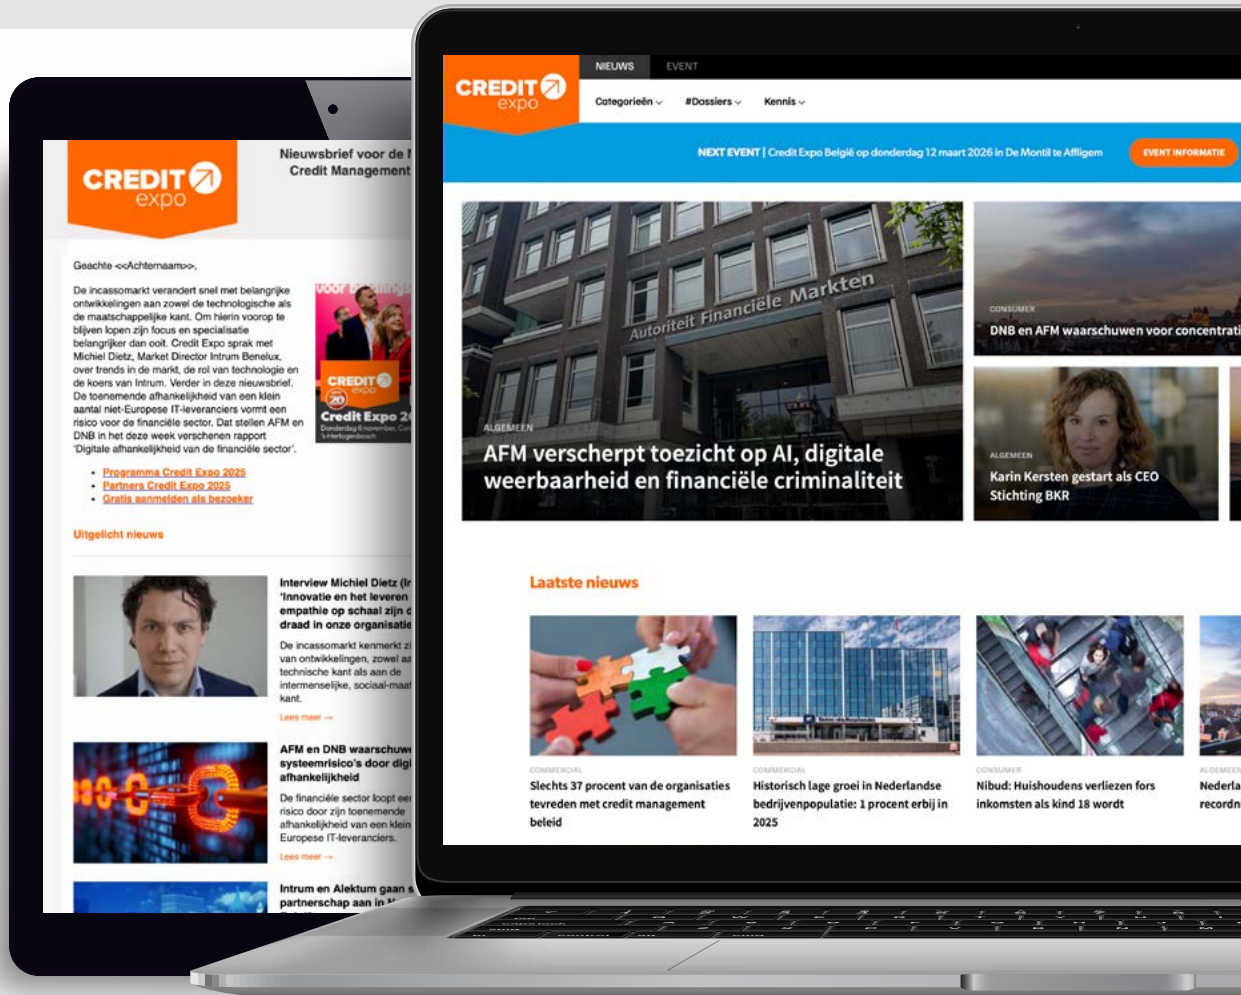 CREDIT
expo
Nieuwsbrief voor de
Credit Management
Geachte <<Achternaam>>,
De incassomarkt verandert snel met belangrijke
ontwikkelingen aan zowel de technologische als
de maatschappelijke kant. Om hierin voorop te
blijven lopen zijn focus en specialisatie
belangrijker dan ooit. Credit Expo sprak met
Michiel Dietz, Market Director Intrum Benelux,
over trends in de markt, de rol van technologie en
de koers van Intrum. Verder in deze nieuwsbrief.
De toenemende afhankelijkheid van een klein
aantal niet-Europese IT-leveranciers vormt een
risico voor de financiële sector. Dat stellen AFM en
DNB in het deze week verschenen rapport
'Digitale afhankelijkheid van de financiële sector'.
CREDIT
expo
20
Credit Expo
Donderdag 6 november,
's-Hertogenbosch
• Programma Credit Expo 2025
• Partners Credit Expo 2025
• Gratis aanmelden als bezoeker
Uitgelicht nieuws
Interview Michiel Dietz
'Innovatie en het leveren
empathie op schaal zijn
draad in onze organisatie
De incassomarkt kenmerkt
van ontwikkelingen, zowel
technische kant als aan de
intermenselijke,
kant.
Lees meer →
AFM en DNB
systeemrisico's door
afhankelijkheid
De financiële sector loopt
risico door zijn toenemende
afhankelijkheid van een klein
Europese IT-leveranciers.
Lees meer →
Intrum en Alektum gaan
partnerschap aan in
CREDIT
expo
NIEUWS EVENT
Categorieën #Dossiers Kennis
NEXT EVENT | Credit Expo België op donderdag 12 maart 2026 in De Montil te Affligem
EVENT INFORMATIE
Autoriteit Financiële Markten
ALGEMEEN
AFM verscherpt toezicht op AI, digitale
weerbaarheid en financiële criminaliteit
CONSUMER
DNB en AFM waarschuwen voor
ALGEMEEN
Karin Kersten gestart als CEO
Stichting BKR
Laatste nieuws
COMMERCIAL
Slechts 37 procent van de organisaties
tevreden met credit management
beleid
COMMERCIAL
Historisch lage groei in Nederlandse
bedrijvenpopulatie: 1 procent erbij in
2025
CONSUMER
Nibud: Huishoudens verliezen fors
inkomsten als kind 18 wordt
ALGEMEEN